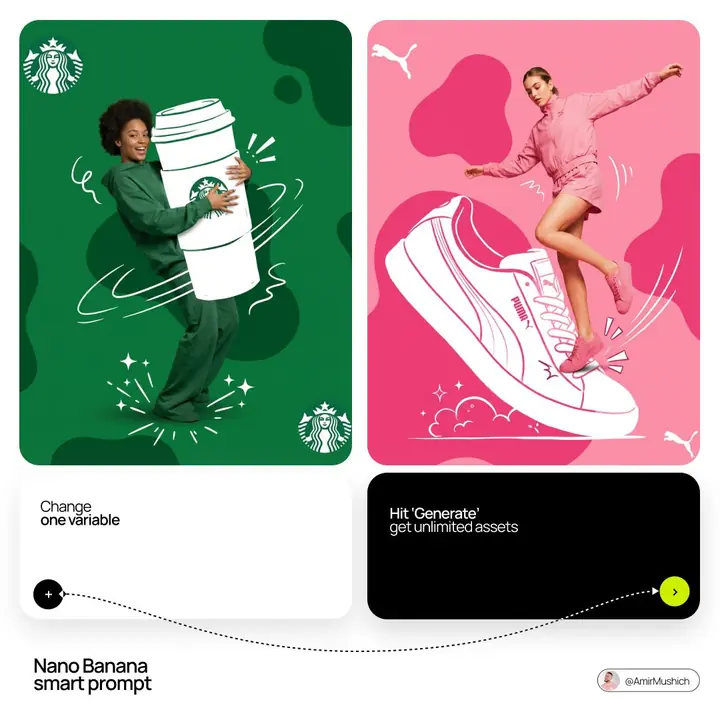 PUMA
Change
one variable
Hit ‘Generate’
get unlimited assets
Nano Banana
smart prompt
@AmirMushich